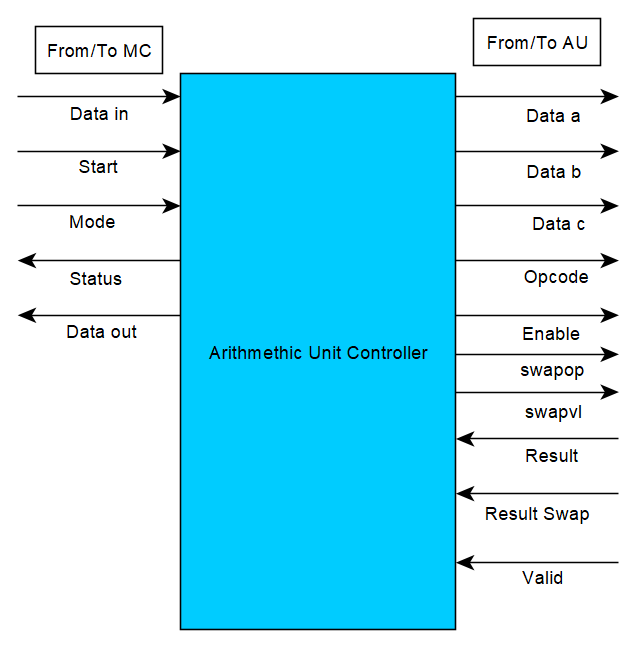 From/To MC
From/To AU
Data in
Data a
Start
Data b
Mode
Data c
Status
Opcode
Data out
Enable
Arithmethic Unit Controller
swapop
swapvl
Result
Result Swap
Valid